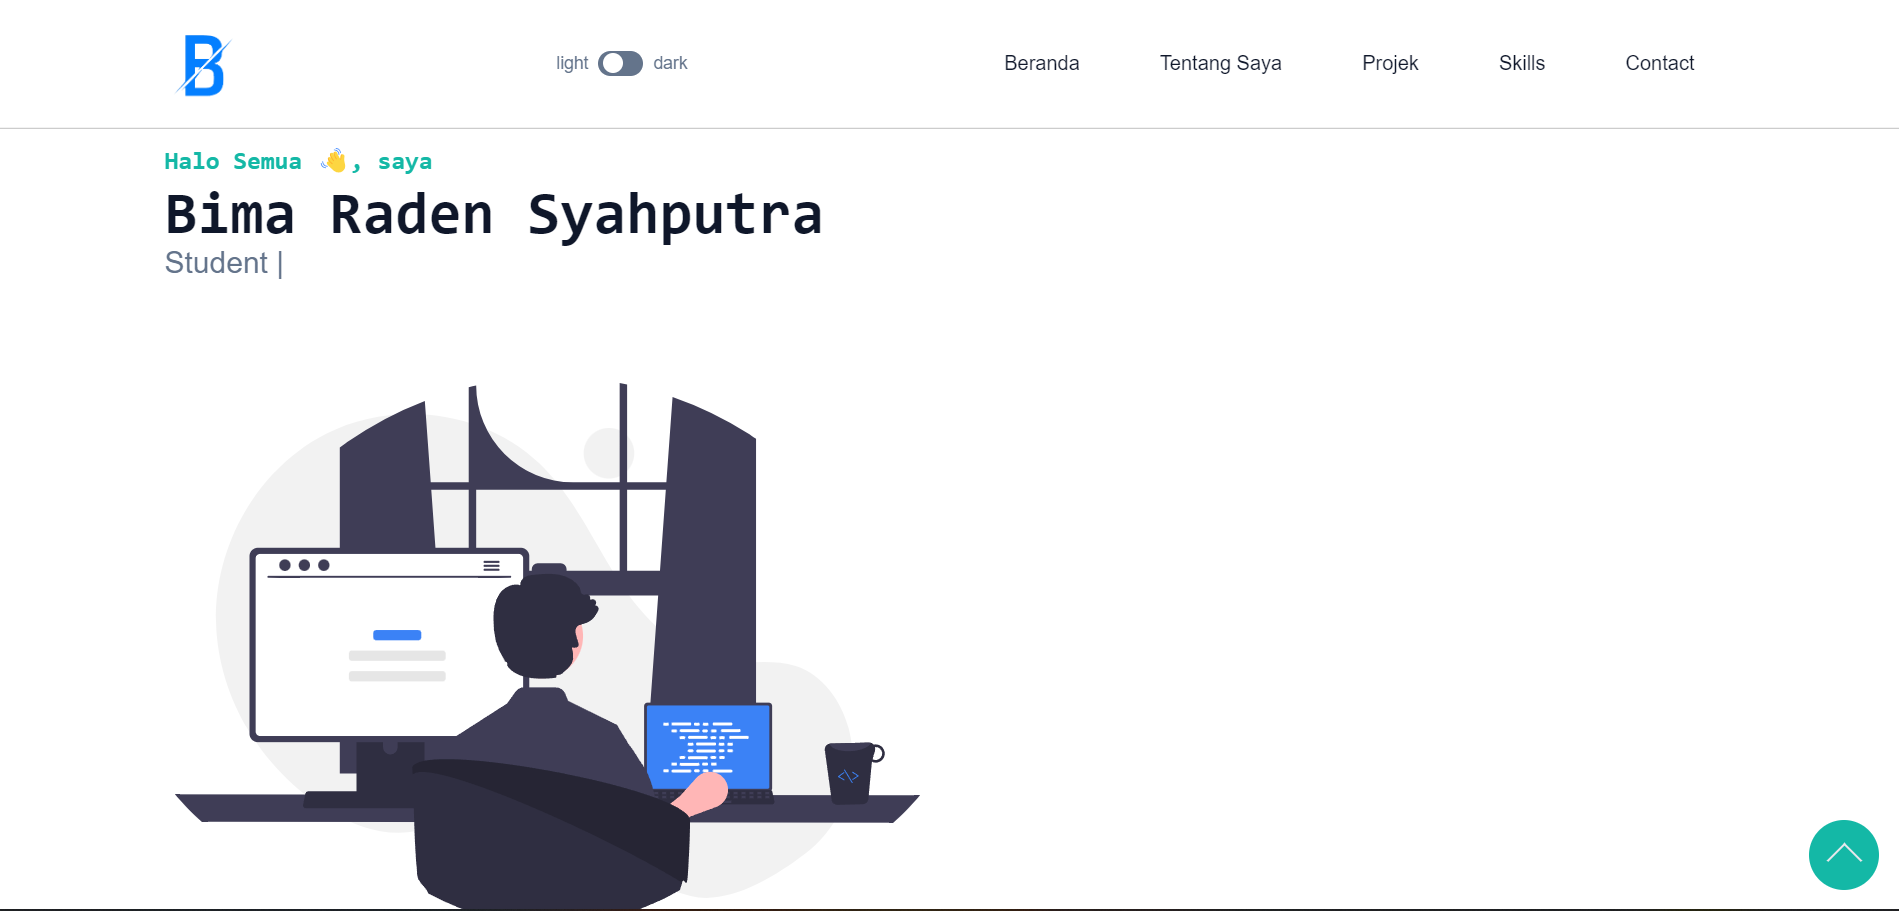 B
light dark
Beranda Tentang Saya Projek Skills Contact
Halo Semua 👋, saya
Bima Raden Syahputra
Student |
<\>